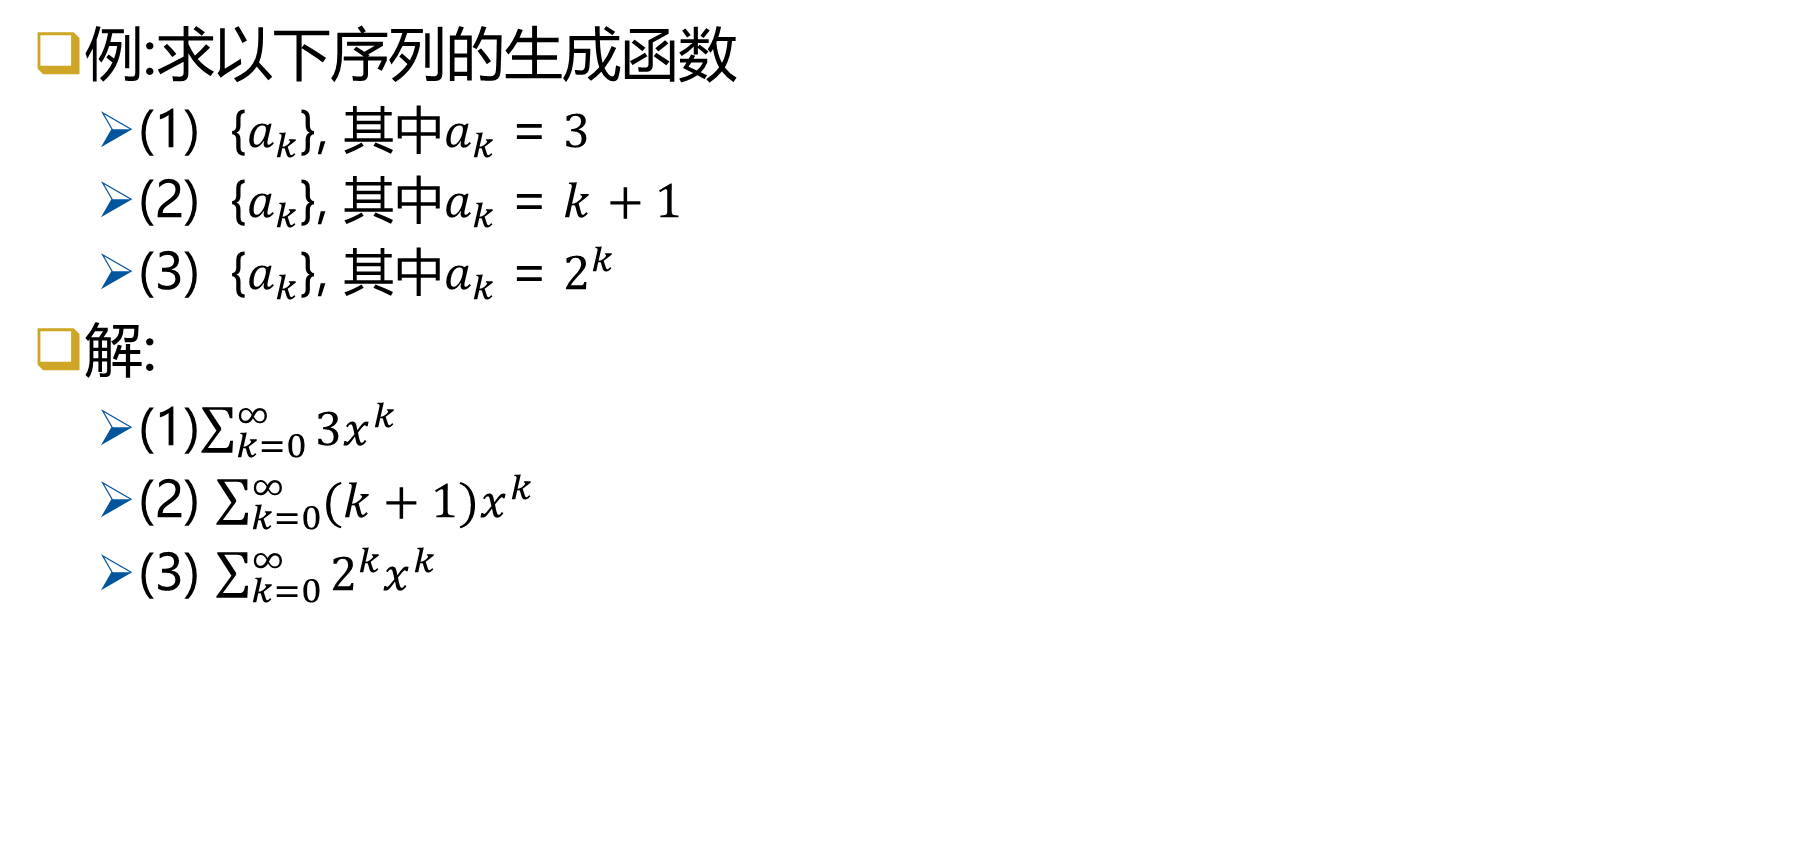 例:求以下序列的生成函数
(1) {a_k}, 其中a_k = 3
(2) {a_k}, 其中a_k = k + 1
(3) {a_k}, 其中a_k = 2^k
解:
(1)∑_{k=0}^{∞} 3x^k
(2) ∑_{k=0}^{∞}(k + 1)x^k
(3) ∑_{k=0}^{∞} 2^k x^k